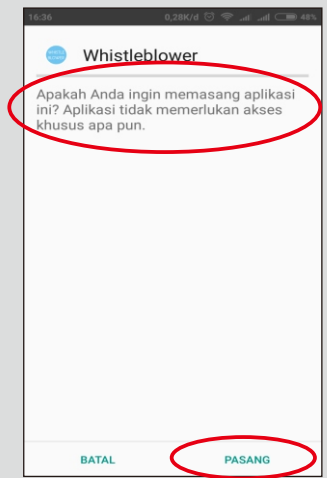 16:36 0,28K/d 48%
Whistleblower
Apakah Anda ingin memasang aplikasi
ini? Aplikasi tidak memerlukan akses
khusus apa pun.
BATAL PASANG